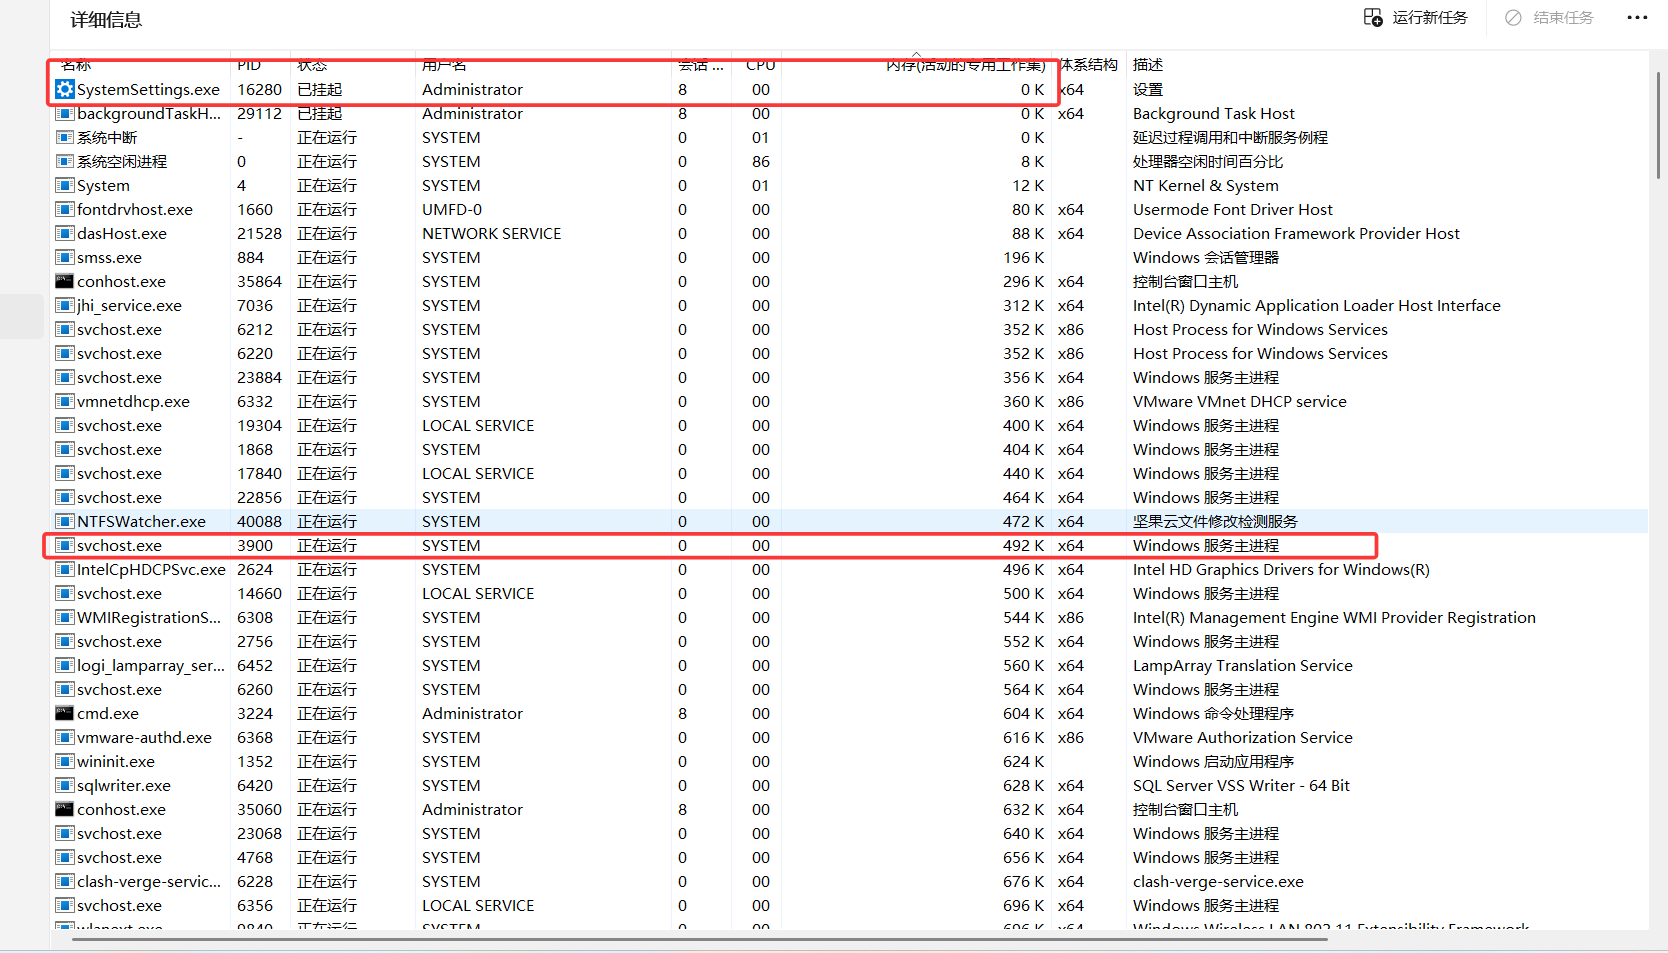 详细信息 运行新任务 结束任务 ...
名称 PID 状态 用户名 会话 ... CPU 内存(活动的专用工作集) 体系结构 描述
SystemSettings.exe 16280 已挂起 Administrator 8 00 0 K x64 设置
backgroundTaskH... 29112 已挂起 Administrator 8 00 0 K x64 Background Task Host
系统中断 - 正在运行 SYSTEM 0 01 0 K 延迟过程调用和中断服务例程
系统空闲进程 0 正在运行 SYSTEM 0 86 8 K 处理器空闲时间百分比
System 4 正在运行 SYSTEM 0 01 12 K NT Kernel & System
fontdrvhost.exe 1660 正在运行 UMFD-0 0 00 80 K x64 Usermode Font Driver Host
dasHost.exe 21528 正在运行 NETWORK SERVICE 0 00 88 K x64 Device Association Framework Provider Host
smss.exe 884 正在运行 SYSTEM 0 00 196 K Windows 会话管理器
conhost.exe 35864 正在运行 SYSTEM 0 00 296 K x64 控制台窗口主机
jhi_service.exe 7036 正在运行 SYSTEM 0 00 312 K x64 Intel(R) Dynamic Application Loader Host Interface
svchost.exe 6212 正在运行 SYSTEM 0 00 352 K x86 Host Process for Windows Services
svchost.exe 6220 正在运行 SYSTEM 0 00 352 K x86 Host Process for Windows Services
svchost.exe 23884 正在运行 SYSTEM 0 00 356 K x64 Windows 服务主进程
vmnetdhcp.exe 6332 正在运行 SYSTEM 0 00 360 K x86 VMware VMnet DHCP service
svchost.exe 19304 正在运行 LOCAL SERVICE 0 00 400 K x64 Windows 服务主进程
svchost.exe 1868 正在运行 SYSTEM 0 00 404 K x64 Windows 服务主进程
svchost.exe 17840 正在运行 LOCAL SERVICE 0 00 440 K x64 Windows 服务主进程
svchost.exe 22856 正在运行 SYSTEM 0 00 464 K x64 Windows 服务主进程
NTFSWatcher.exe 40088 正在运行 SYSTEM 0 00 472 K x64 坚果云文件修改检测服务
svchost.exe 3900 正在运行 SYSTEM 0 00 492 K x64 Windows 服务主进程
IntelCpHDCPSvc.exe 2624 正在运行 SYSTEM 0 00 496 K x64 Intel HD Graphics Drivers for Windows(R)
svchost.exe 14660 正在运行 LOCAL SERVICE 0 00 500 K x64 Windows 服务主进程
WMIRegistrationS... 6308 正在运行 SYSTEM 0 00 544 K x86 Intel(R) Management Engine WMI Provider Registration
svchost.exe 2756 正在运行 SYSTEM 0 00 552 K x64 Windows 服务主进程
logi_lamparray_ser... 6452 正在运行 SYSTEM 0 00 560 K x64 LampArray Translation Service
svchost.exe 6260 正在运行 SYSTEM 0 00 564 K x64 Windows 服务主进程
cmd.exe 3224 正在运行 Administrator 8 00 604 K x64 Windows 命令处理程序
vmware-authd.exe 6368 正在运行 SYSTEM 0 00 616 K x86 VMware Authorization Service
wininit.exe 1352 正在运行 SYSTEM 0 00 624 K Windows 启动应用程序
sqlwriter.exe 6420 正在运行 SYSTEM 0 00 628 K x64 SQL Server VSS Writer - 64 Bit
conhost.exe 35060 正在运行 Administrator 8 00 632 K x64 控制台窗口主机
svchost.exe 23068 正在运行 SYSTEM 0 00 640 K x64 Windows 服务主进程
svchost.exe 4768 正在运行 SYSTEM 0 00 656 K x64 Windows 服务主进程
clash-verge-servic... 6228 正在运行 SYSTEM 0 00 676 K x64 clash-verge-service.exe
svchost.exe 6356 正在运行 LOCAL SERVICE 0 00 696 K x64 Windows 服务主进程
wlanext.exe 9840 正在运行 SYSTEM 0 00 696 K x64 Windows Wireless LAN 802.11 Extensibility Framework